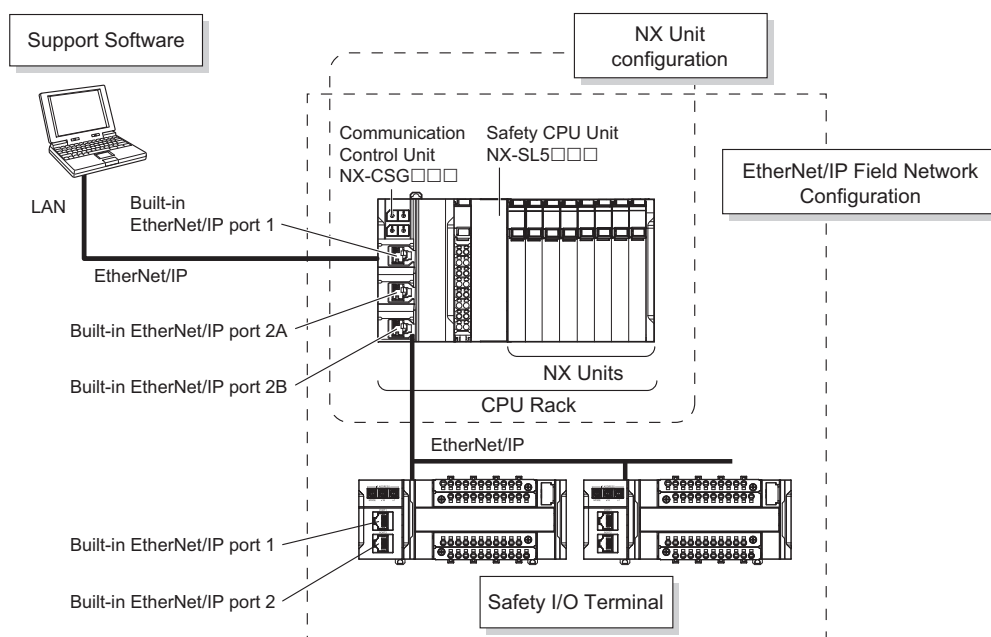 Support Software
NX Unit
configuration
Communication
Control Unit
NX-CSG□□□
Safety CPU Unit
NX-SL5□□□
EtherNet/IP Field Network
Configuration
LAN
Built-in
EtherNet/IP port 1
EtherNet/IP
Built-in EtherNet/IP port 2A
Built-in EtherNet/IP port 2B
NX Units
CPU Rack
EtherNet/IP
Built-in EtherNet/IP port 1
Built-in EtherNet/IP port 2
Safety I/O Terminal